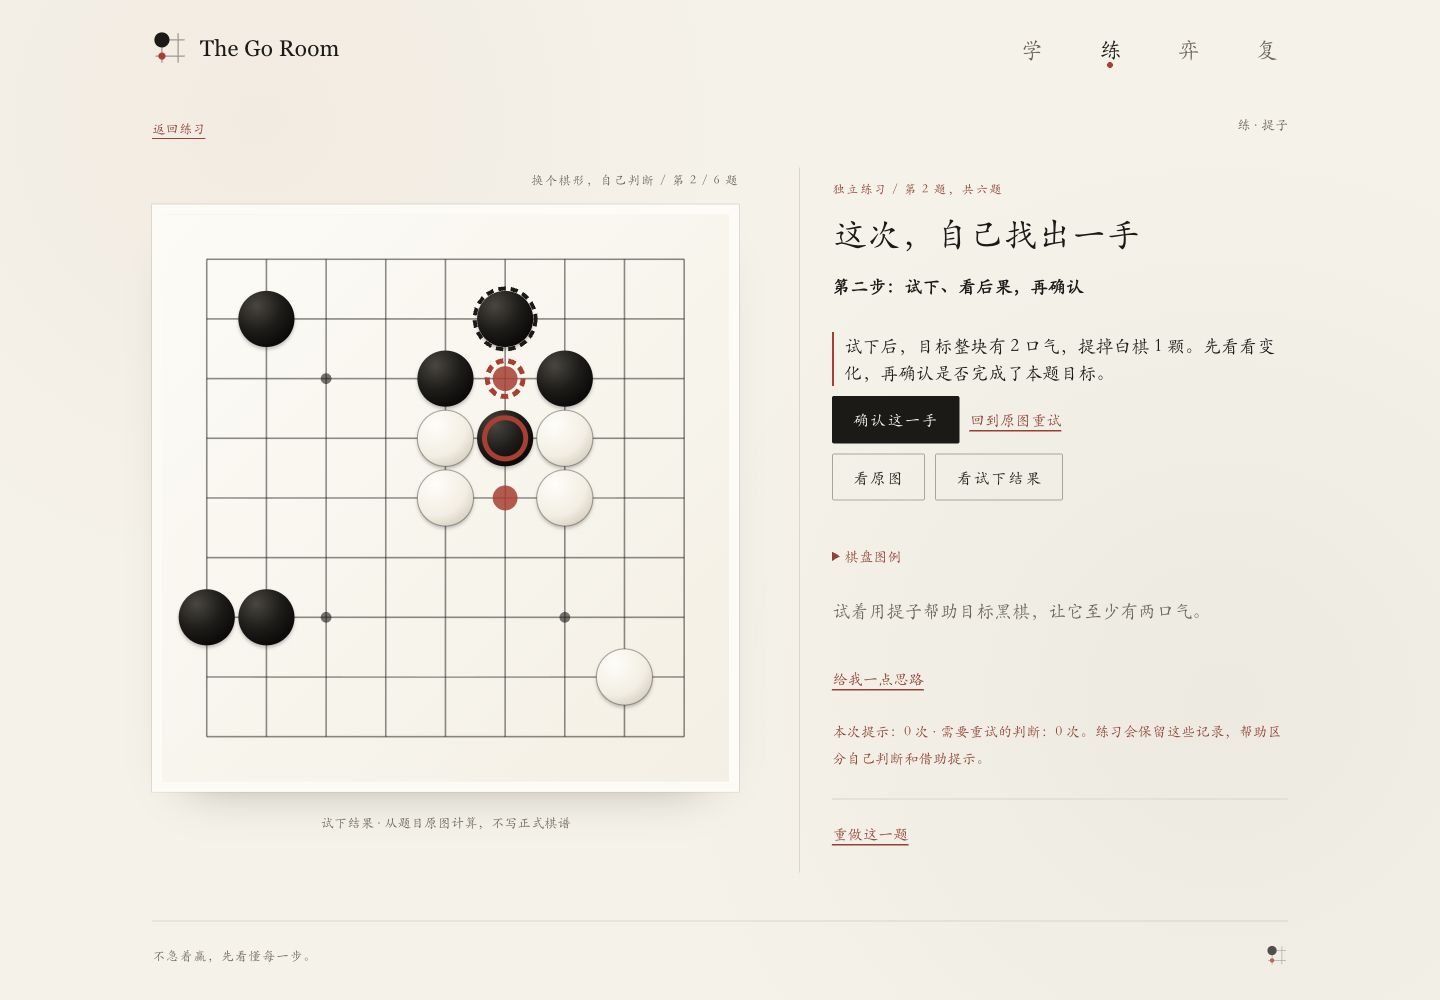 The Go Room
学 练 弈 复
返回练习
练 · 提子
换个棋形，自己判断 / 第 2 / 6 题
独立练习 / 第 2 题，共六题
这次，自己找出一手
第二步：试下、看后果，再确认
试下后，目标整块有 2 口气，提掉白棋 1 颗。先看看变
化，再确认是否完成了本题目标。
确认这一手 回到原图重试
看原图 看试下结果
棋盘图例
试着用提子帮助目标黑棋，让它至少有两口气。
给我一点思路
本次提示：0 次 · 需要重试的判断：0 次。练习会保留这些记录，帮助区
分自己判断和借助提示。
重做这一题
试下结果 · 从题目原图计算，不写正式棋谱
不急着赢，先看懂每一步。